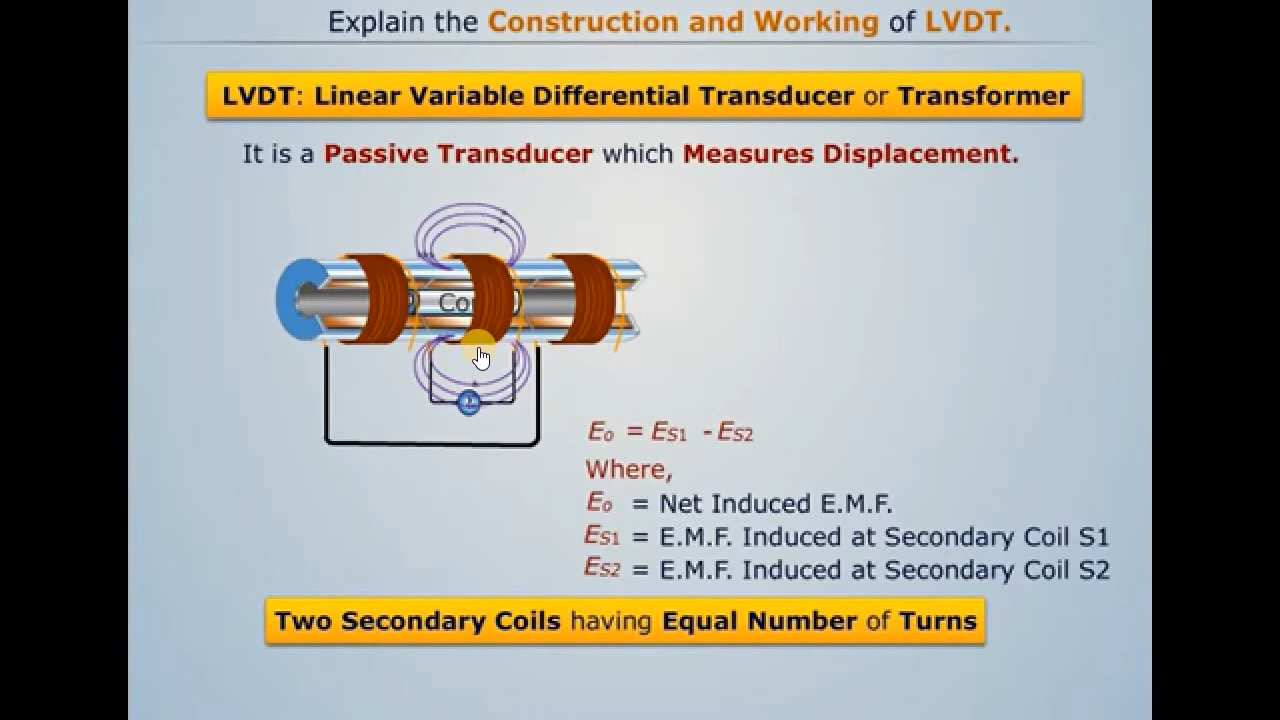 Explain the Construction and Working of LVDT.
LVDT: Linear Variable Differential Transducer or Transformer
It is a Passive Transducer which Measures Displacement.
Eo = ES1 - ES2
Where,
Eo = Net Induced E.M.F.
ES1 = E.M.F. Induced at Secondary Coil S1
ES2 = E.M.F. Induced at Secondary Coil S2
Two Secondary Coils having Equal Number of Turns